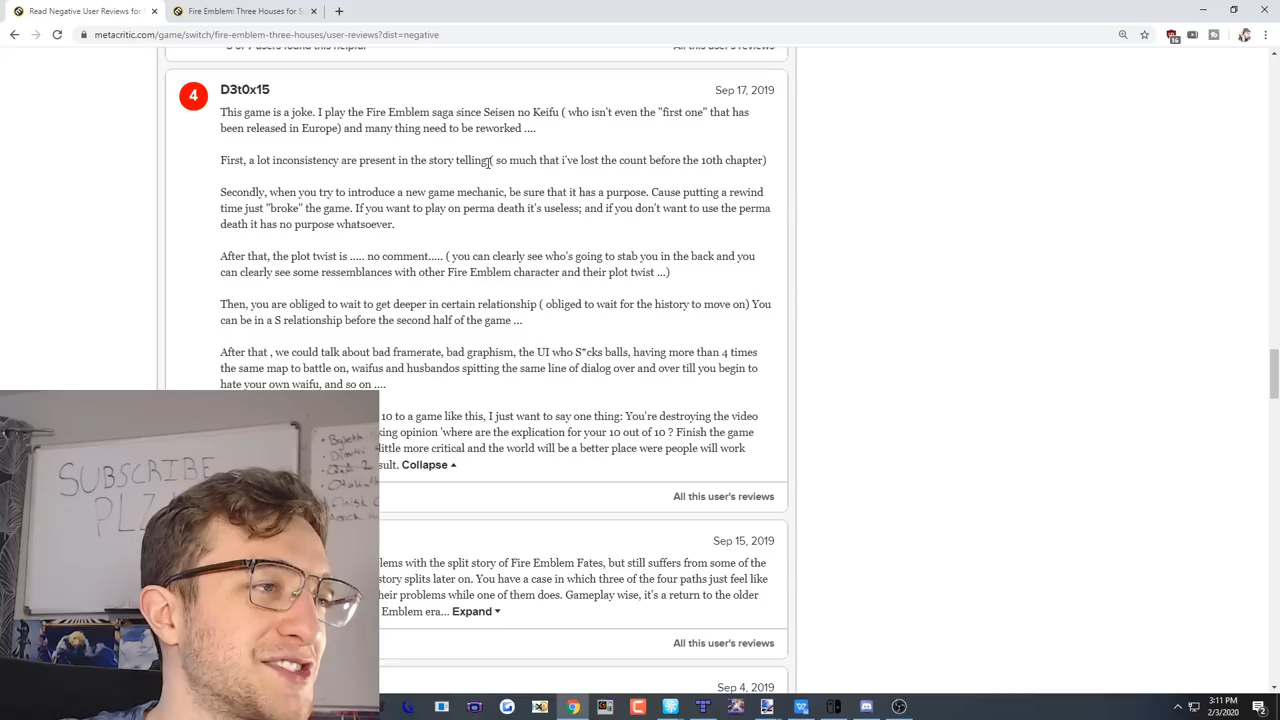 Read Negative User Reviews for
Fire Emblem: Three Houses for S
metacritic.com/game/switch/fire-emblem-three-houses/user-reviews?dist=negative
All this user's reviews
4
D3t0x15
Sep 17, 2019
This game is a joke. I play the Fire Emblem saga since Seisen no Keifu ( who isn't even the "first one" that has
been released in Europe) and many thing need to be reworked ....
First, a lot inconsistency are present in the story telling( so much that i've lost the count before the 10th chapter)
Secondly, when you try to introduce a new game mechanic, be sure that it has a purpose. Cause putting a rewind
time just "broke" the game. If you want to play on perma death it's useless; and if you don't want to use the perma
death it has no purpose whatsoever.
After that, the plot twist is ..... no comment..... ( you can clearly see who's going to stab you in the back and you
can clearly see some ressemblances with other Fire Emblem character and their plot twist ...)
Then, you are obliged to wait to get deeper in certain relationship ( obliged to wait for the history to move on) You
can be in a S relationship before the second half of the game ...
After that , we could talk about bad framerate, bad graphism, the UI who S*cks balls, having more than 4 times
the same map to battle on, waifus and husbandos spitting the same line of dialog over and over till you begin to
hate your own waifu, and so on ....
10 to a game like this, I just want to say one thing: You're destroying the video
king opinion 'where are the explication for your 10 out of 10 ? Finish the game
little more critical and the world will be a better place were people will work
sult. Collapse
All this user's reviews
Sep 15, 2019
lems with the split story of Fire Emblem Fates, but still suffers from some of the
story splits later on. You have a case in which three of the four paths just feel like
heir problems while one of them does. Gameplay wise, it's a return to the older
Emblem era... Expand
All this user's reviews
Sep 4, 2019
SUBSCRIBE
PLZ
Byleth
3:11 PM
2/3/2020